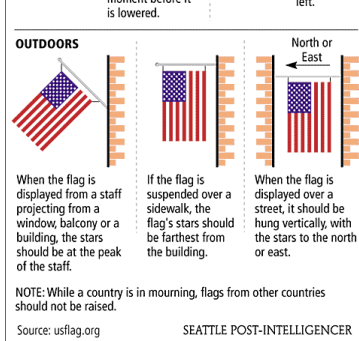 moment before it
is lowered.
left.
OUTDOORS
North or
East
When the flag is
displayed from a staff
projecting from a
window, balcony or a
building, the stars
should be at the peak
of the staff.
If the flag is
suspended over a
sidewalk, the
flag's stars should
be farthest from
the building.
When the flag is
displayed over a
street, it should be
hung vertically, with
the stars to the north
or east.
NOTE: While a country is in mourning, flags from other countries
should not be raised.
Source: usflag.org
SEATTLE POST-INTELLIGENCER